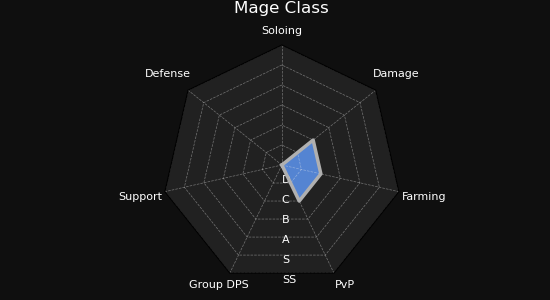 Mage Class
Soloing
Defense
Damage
Support
Farming
D
C
B
A
S
SS
Group DPS
PvP